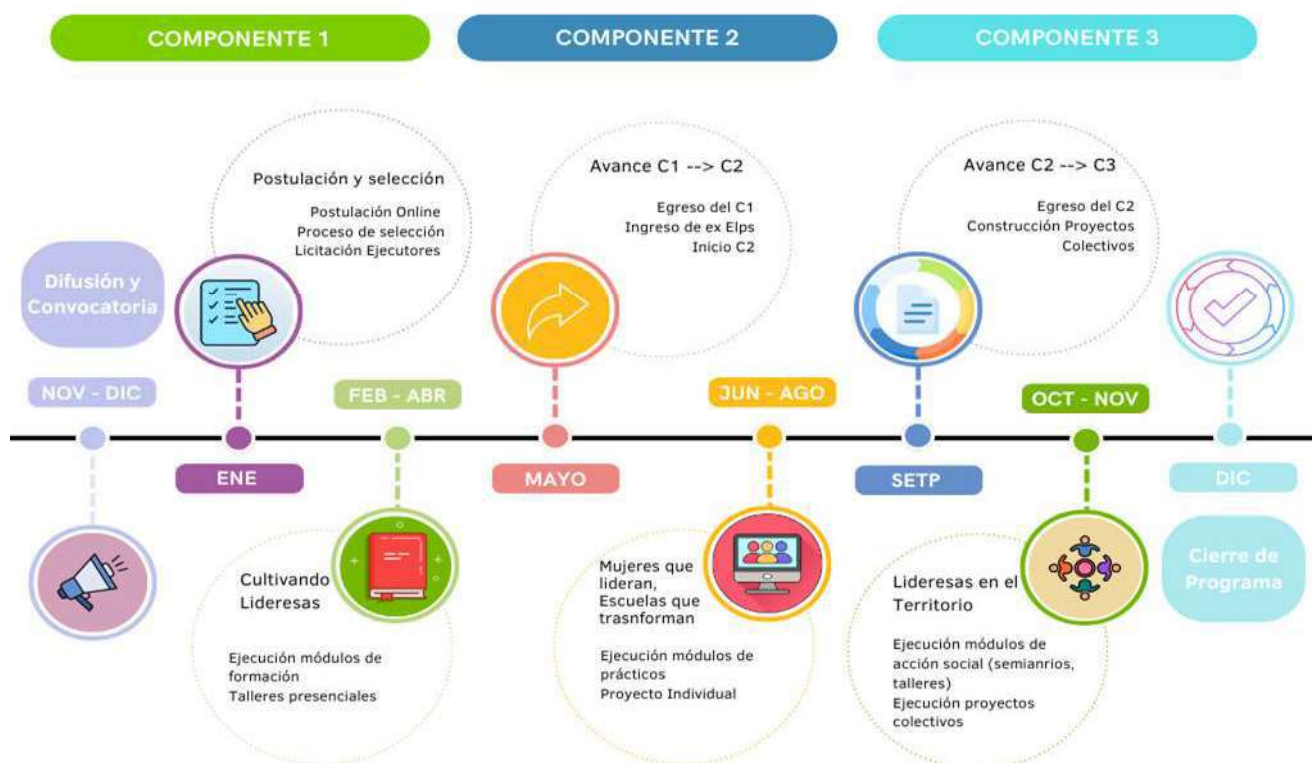 COMPONENTE 1
COMPONENTE 2
COMPONENTE 3
Difusión y
Convocatoria
Postulación y selección
Postulación Online
Proceso de selección
Licitación Ejecutores
Avance C1 --> C2
Egreso del C1
Ingreso de ex Elps
Inicio C2
Avance C2 --> C3
Egreso del C2
Construcción Proyectos
Colectivos
NOV - DIC
FEB - ABR
JUN - AGO
OCT - NOV
ENE
MAYO
SETP
DIC
Cultivando
Lideresas
Ejecución módulos de
formación
Talleres presenciales
Mujeres que
lideran,
Escuelas que
trasnforman
Ejecución módulos de
prácticos
Proyecto Individual
Lideresas en el
Territorio
Ejecución módulos de
acción social (semianrios,
talleres)
Ejecución proyectos
colectivos
Cierre de
Programa